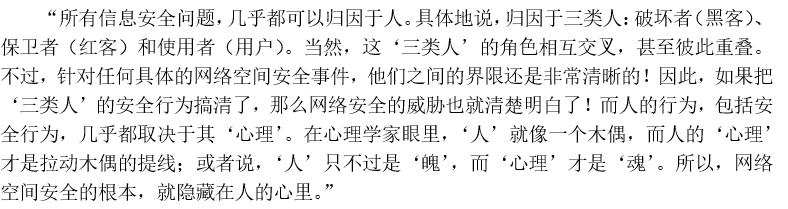 “所有信息安全问题，几乎都可以归因于人。具体地说，归因于三类人：破坏者(黑客)、
保卫者（红客）和使用者（用户）。当然，这‘三类人’的角色相互交叉，甚至彼此重叠。
不过，针对任何具体的网络空间安全事件，他们之间的界限还是非常清晰的！因此，如果把
‘三类人’的安全行为搞清了，那么网络安全的威胁也就清楚明白了！而人的行为，包括安
全行为，几乎都取决于其‘心理’。在心理学家眼里，‘人’就像一个木偶，而人的‘心理’
才是拉动木偶的提线；或者说，‘人’只不过是‘魄’，而‘心理’才是‘魂’。所以，网络
空间安全的根本，就隐藏在人的心里。”